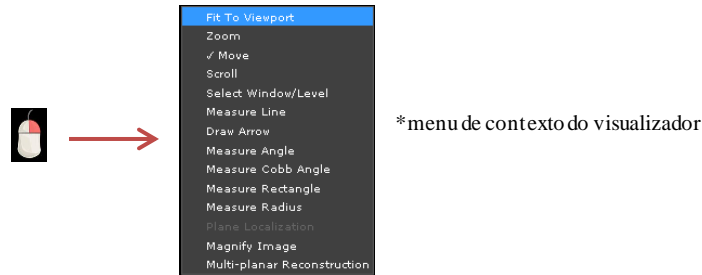 Fit To Viewport
Zoom
✓ Move
Scroll
Select Window/Level
Measure Line
Draw Arrow
Measure Angle
Measure Cobb Angle
Measure Rectangle
Measure Radius
Plane Localization
Magnify Image
Multi-planar Reconstruction
*menu de contexto do visualizador